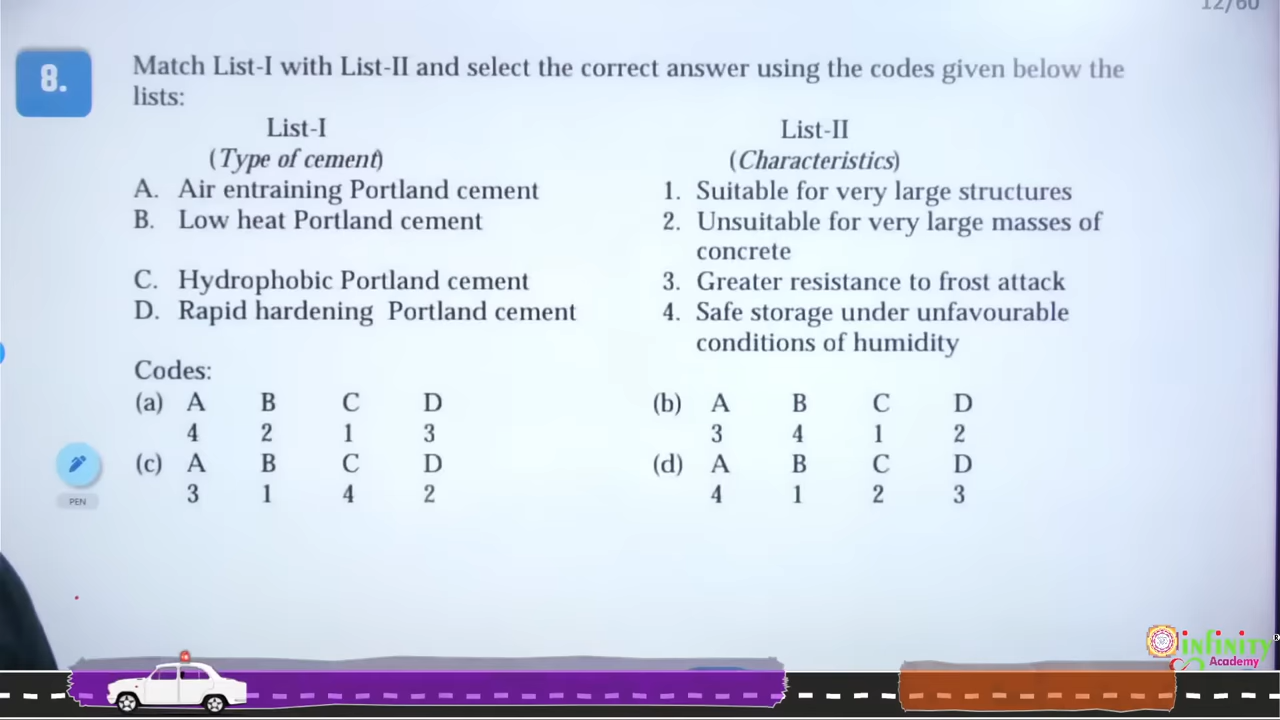 12/60
8.
Match List-I with List-II and select the correct answer using the codes given below the
lists:
List-I List-II
(Type of cement) (Characteristics)
A. Air entraining Portland cement 1. Suitable for very large structures
B. Low heat Portland cement 2. Unsuitable for very large masses of
concrete
C. Hydrophobic Portland cement 3. Greater resistance to frost attack
D. Rapid hardening Portland cement 4. Safe storage under unfavourable
conditions of humidity
Codes:
(a) A B C D (b) A B C D
4 2 1 3 3 4 1 2
(c) A B C D (d) A B C D
3 1 4 2 4 1 2 3
PEN
infinity®
Academy